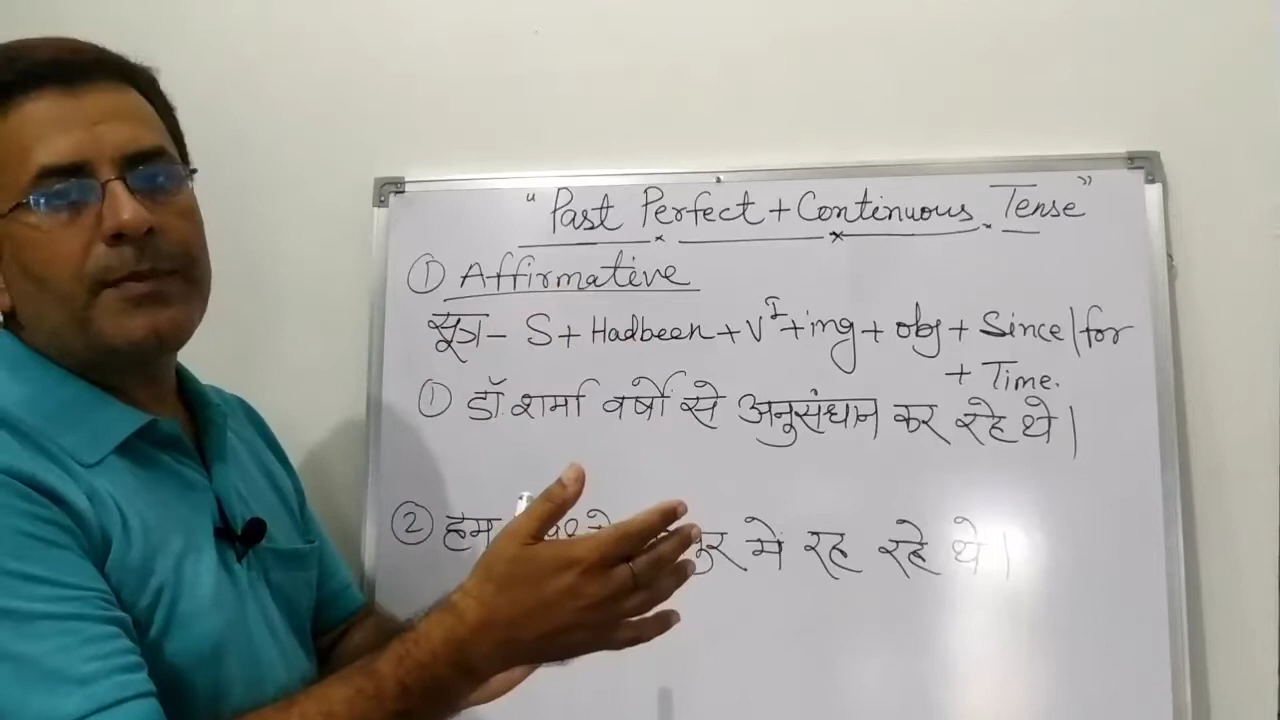 "Past Perfect + Continuous Tense"
① Affirmative
सूत्र - S + Hadbeen + V^I + ing + obj + Since/for
+ Time.
① डॉ. शर्मा वर्षों से अनुसंधान कर रहे थे।
② हम में रह रहे थे।